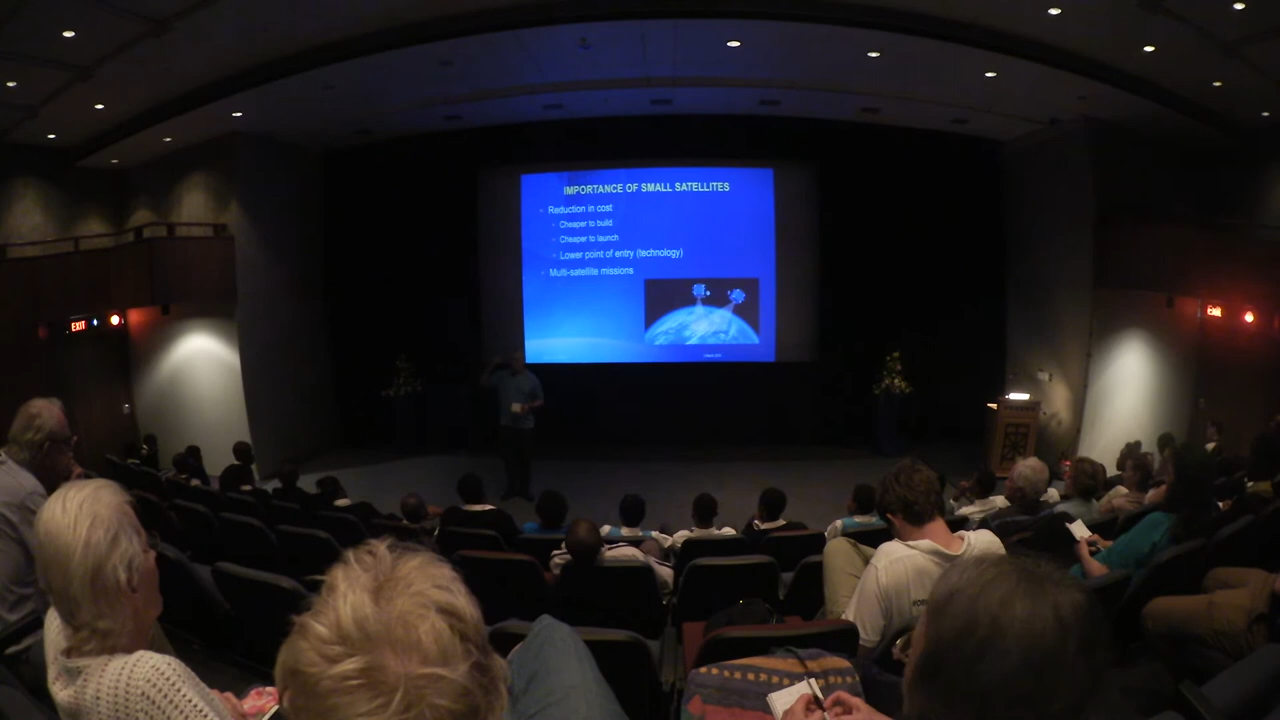 IMPORTANCE OF SMALL SATELLITES
Reduction in cost
Cheaper to build
Cheaper to launch
Lower point of entry (technology)
Multi-satellite missions
EXIT
Exit